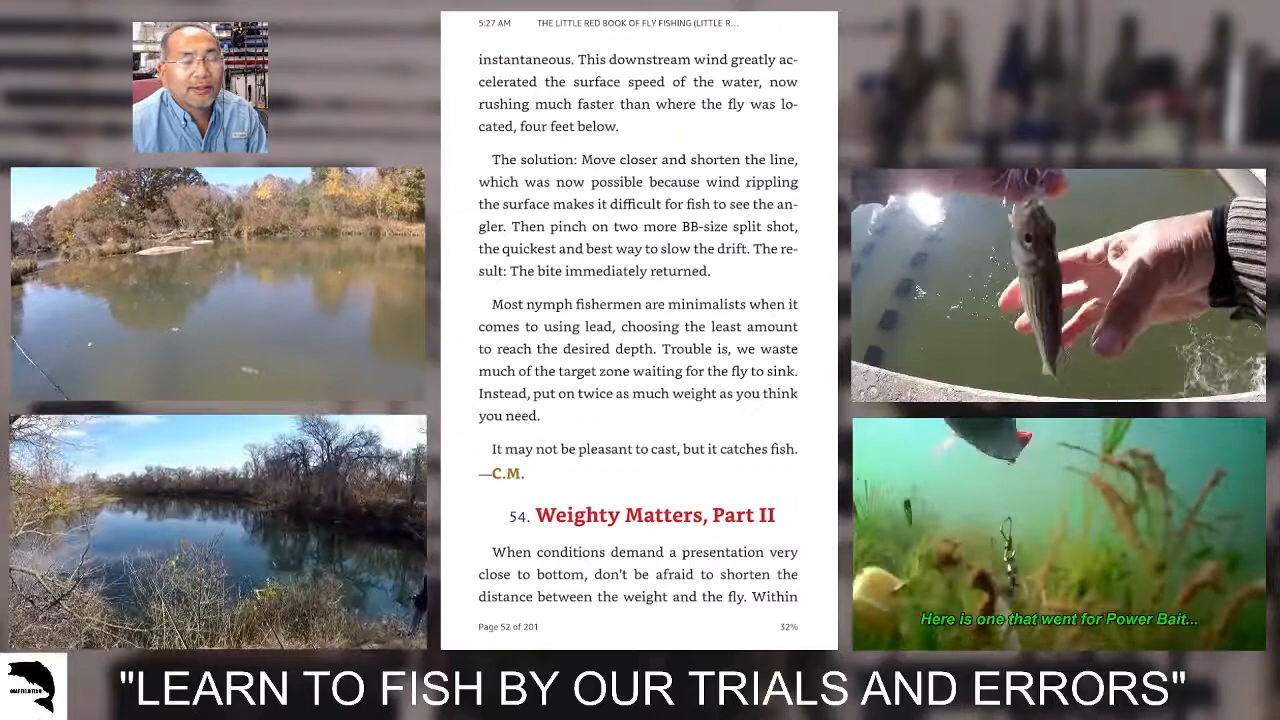 5:27 AM THE LITTLE RED BOOK OF FLY FISHING (LITTLE R...
instantaneous. This downstream wind greatly ac-
celerated the surface speed of the water, now
rushing much faster than where the fly was lo-
cated, four feet below.
The solution: Move closer and shorten the line,
which was now possible because wind rippling
the surface makes it difficult for fish to see the an-
gler. Then pinch on two more BB-size split shot,
the quickest and best way to slow the drift. The re-
sult: The bite immediately returned.
Most nymph fishermen are minimalists when it
comes to using lead, choosing the least amount
to reach the desired depth. Trouble is, we waste
much of the target zone waiting for the fly to sink.
Instead, put on twice as much weight as you think
you need.
It may not be pleasant to cast, but it catches fish.
—C.M.
54. Weighty Matters, Part II
When conditions demand a presentation very
close to bottom, don't be afraid to shorten the
distance between the weight and the fly. Within
Page 52 of 201 32%
Here is one that went for Power Bait...
"LEARN TO FISH BY OUR TRIALS AND ERRORS"